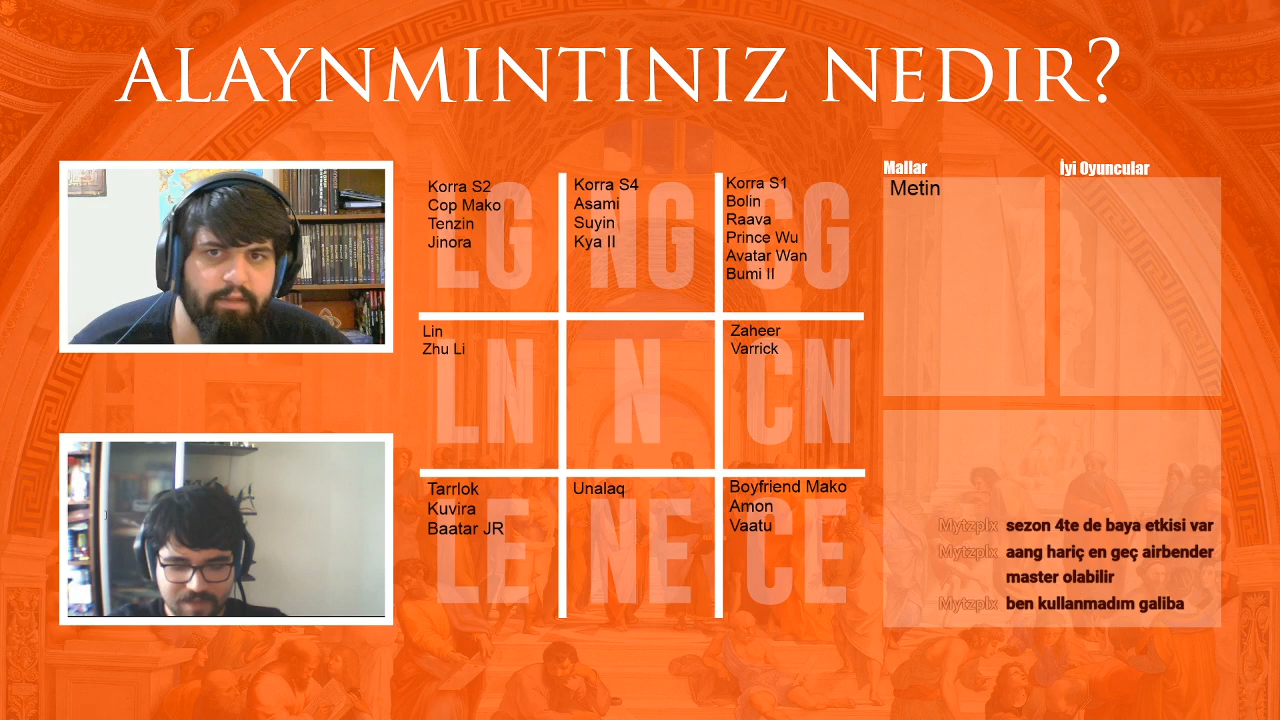 ALAYNMINTINIZ NEDIR?
LG
Korra S2
Cop Mako
Tenzin
Jinora
NG
Korra S4
Asami
Suyin
Kya II
CG
Korra S1
Bolin
Raava
Prince Wu
Avatar Wan
Bumi II
LN
Lin
Zhu Li
N
CN
Zaheer
Varrick
LE
Tarrlok
Kuvira
Baatar JR
NE
Unalaq
CE
Boyfriend Mako
Amon
Vaatu
Mallar
Metin
İyi Oyuncular
Mytzplx sezon 4te de baya etkisi var
Mytzplx aang hariç en geç airbender
master olabilir
Mytzplx ben kullanmadım galiba